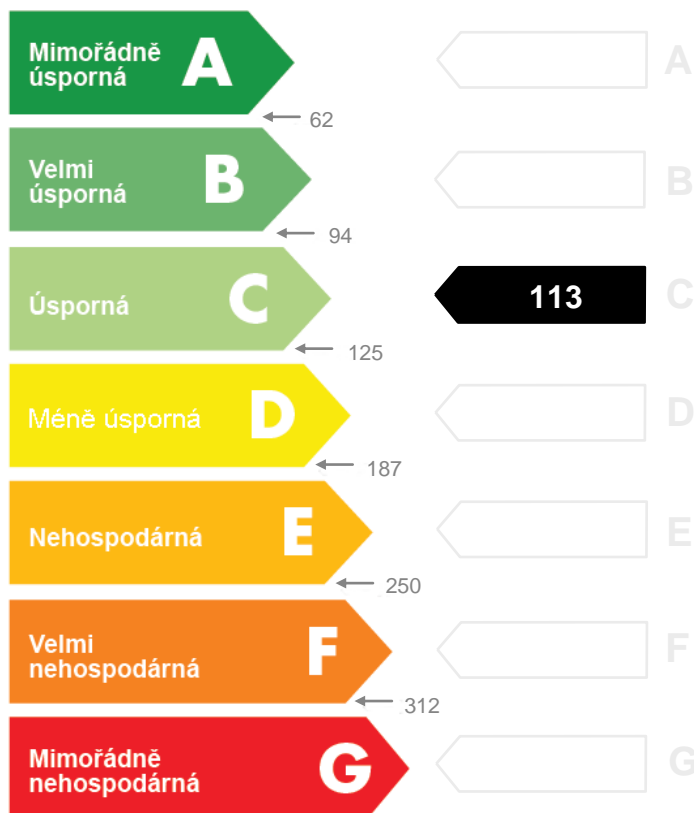 Mimořádně
úsporná
A
A
62
Velmi
úsporná
B
B
94
Úsporná
C
113
C
125
Méně úsporná
D
D
187
Nehospodárná
E
E
250
Velmi
nehospodárná
F
F
312
Mimořádně
nehospodárná
G
G